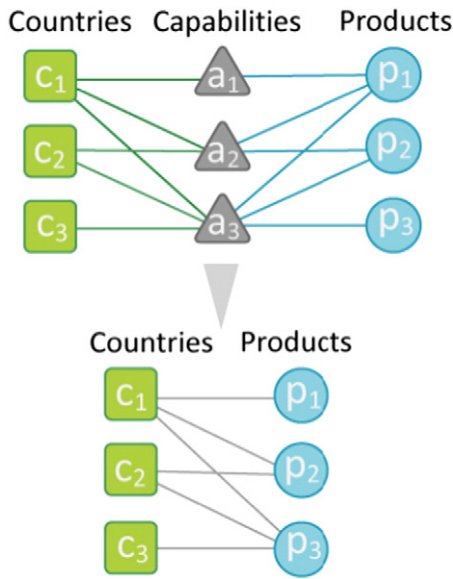 Countries Capabilities Products
c1 a1 p1
c2 a2 p2
c3 a3 p3
Countries Products
c1 p1
c2 p2
c3 p3